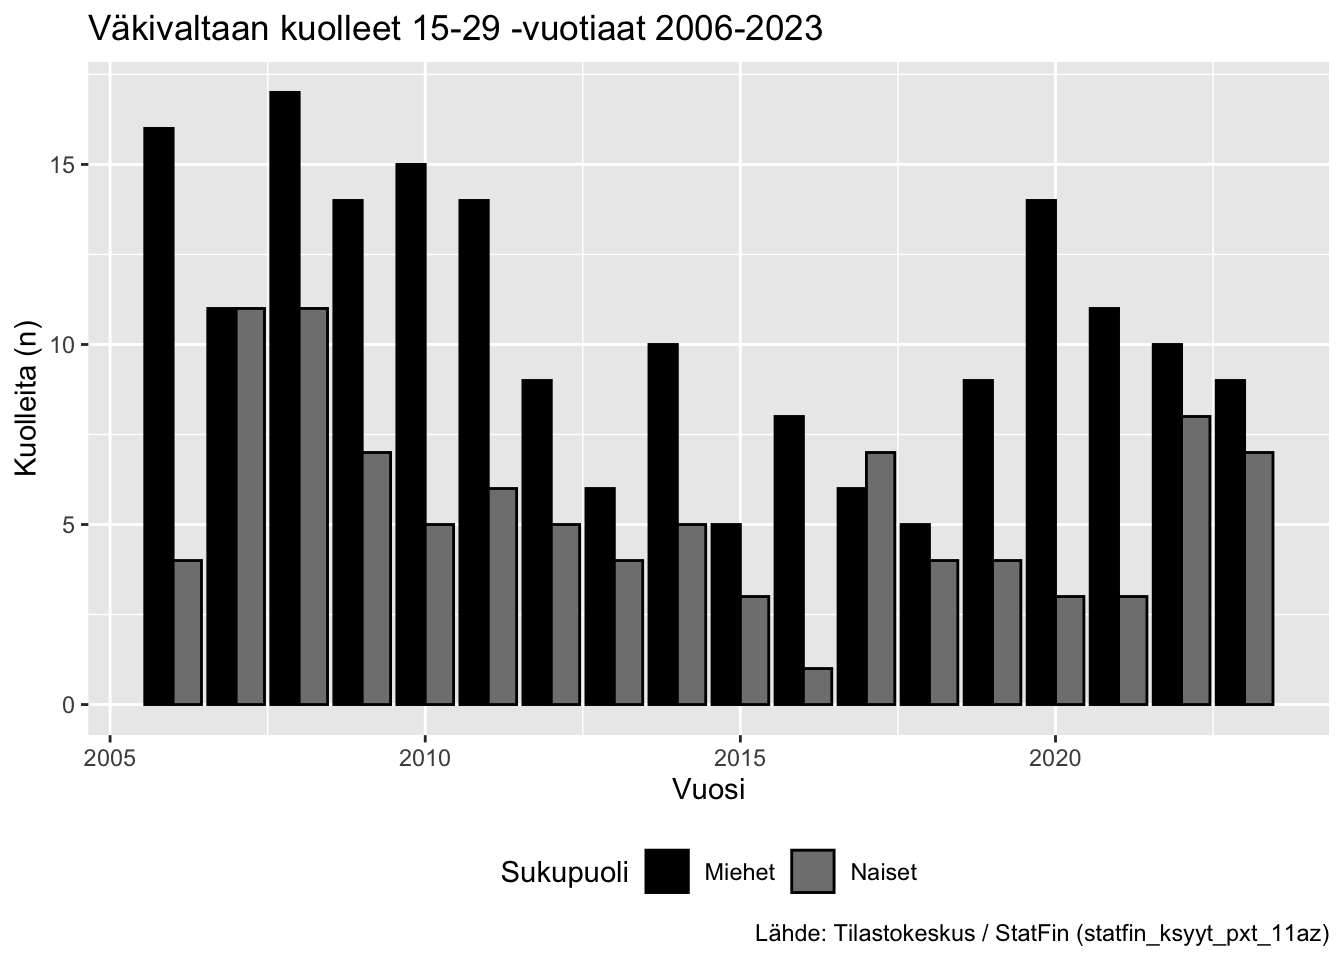 Väkivaltaan kuolleet 15-29 -vuotiaat 2006-2023
Kuolleita (n)
15
10
5
0
2005 2010 2015 2020
Vuosi
Sukupuoli Miehet Naiset
Lähde: Tilastokeskus / StatFin (statfin_ksyyt_pxt_11az)